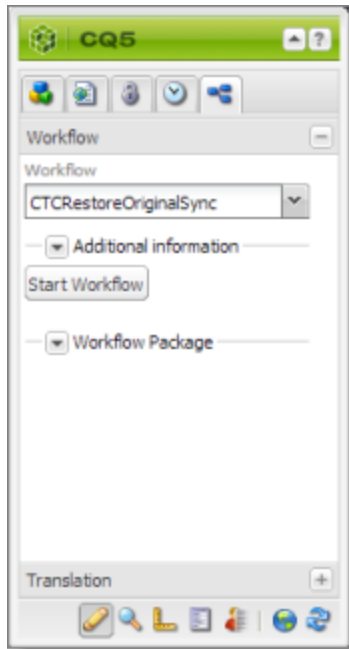 CQ5
?
Workflow
Workflow
CTCRestoreOriginalSync
Additional information
Start Workflow
Workflow Package
Translation